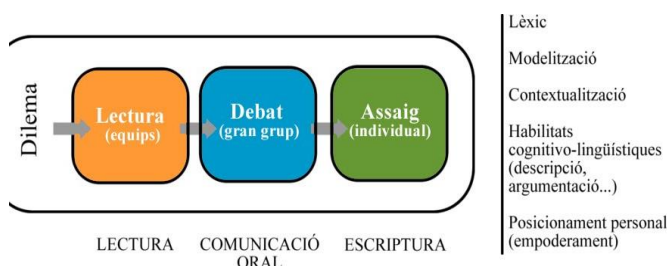 Dilema
Lectura
(equips)
Debat
(gran grup)
Assaig
(individual)
LECTURA
COMUNICACIÓ
ORAL
ESCRIPTURA
Lèxic
Modelització
Contextualització
Habilitats
cognitivo-lingüístiques
(descripció,
argumentació...)
Posicionament personal
(empoderament)